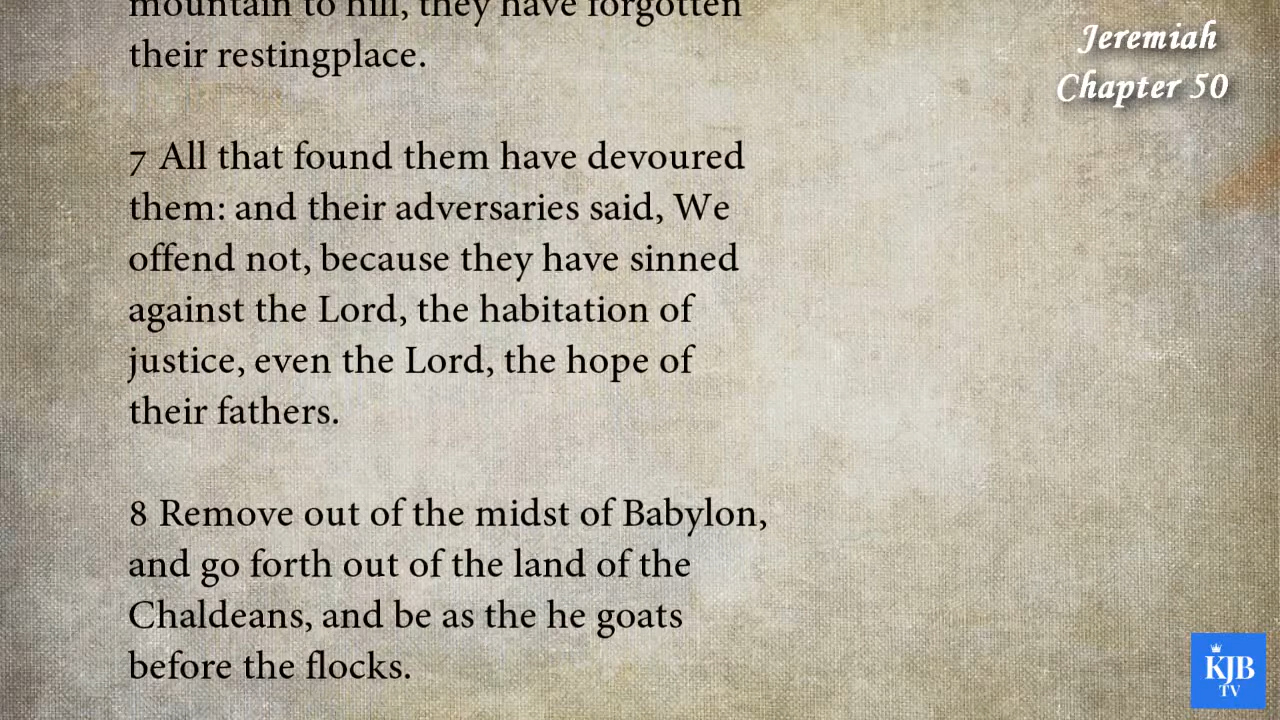 mountain to hill, they have forgotten
their restingplace.
Jeremiah
Chapter 50
7 All that found them have devoured
them: and their adversaries said, We
offend not, because they have sinned
against the Lord, the habitation of
justice, even the Lord, the hope of
their fathers.
8 Remove out of the midst of Babylon,
and go forth out of the land of the
Chaldeans, and be as the he goats
before the flocks.
KJB
TV